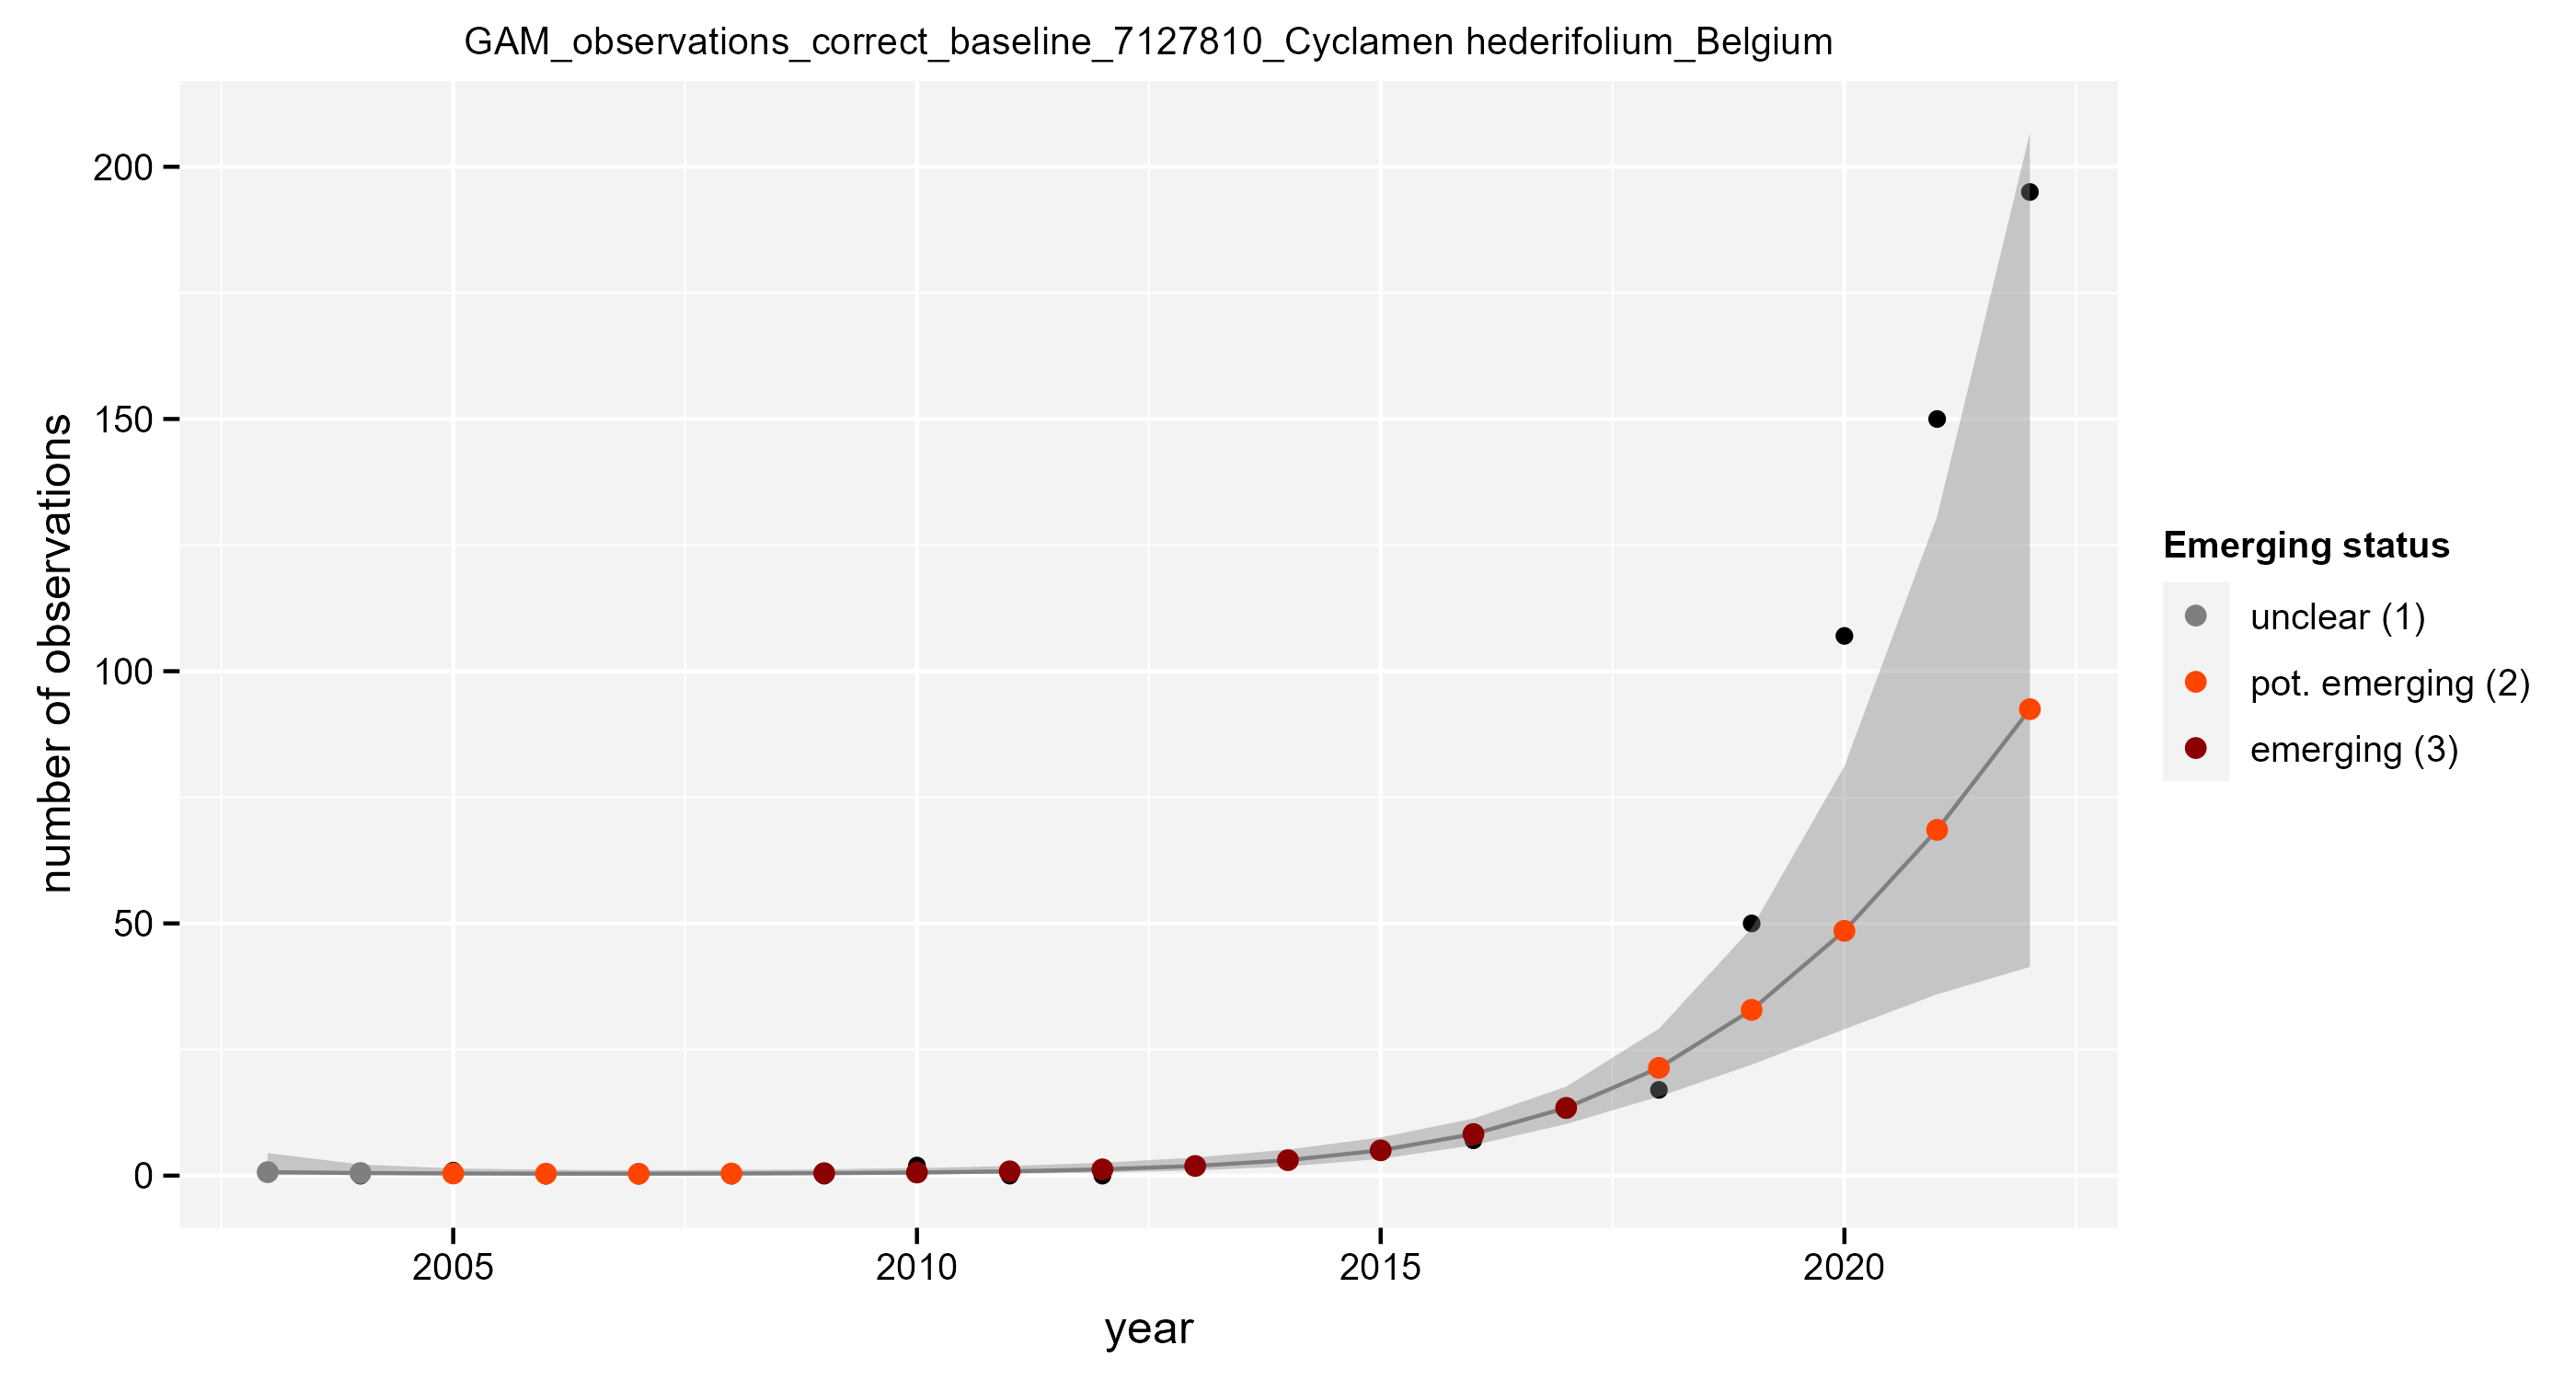 GAM_observations_correct_baseline_7127810_Cyclamen hederifolium_Belgium
number of observations
200
150
100
50
0
2005 2010 2015 2020
year
Emerging status
unclear (1)
pot. emerging (2)
emerging (3)